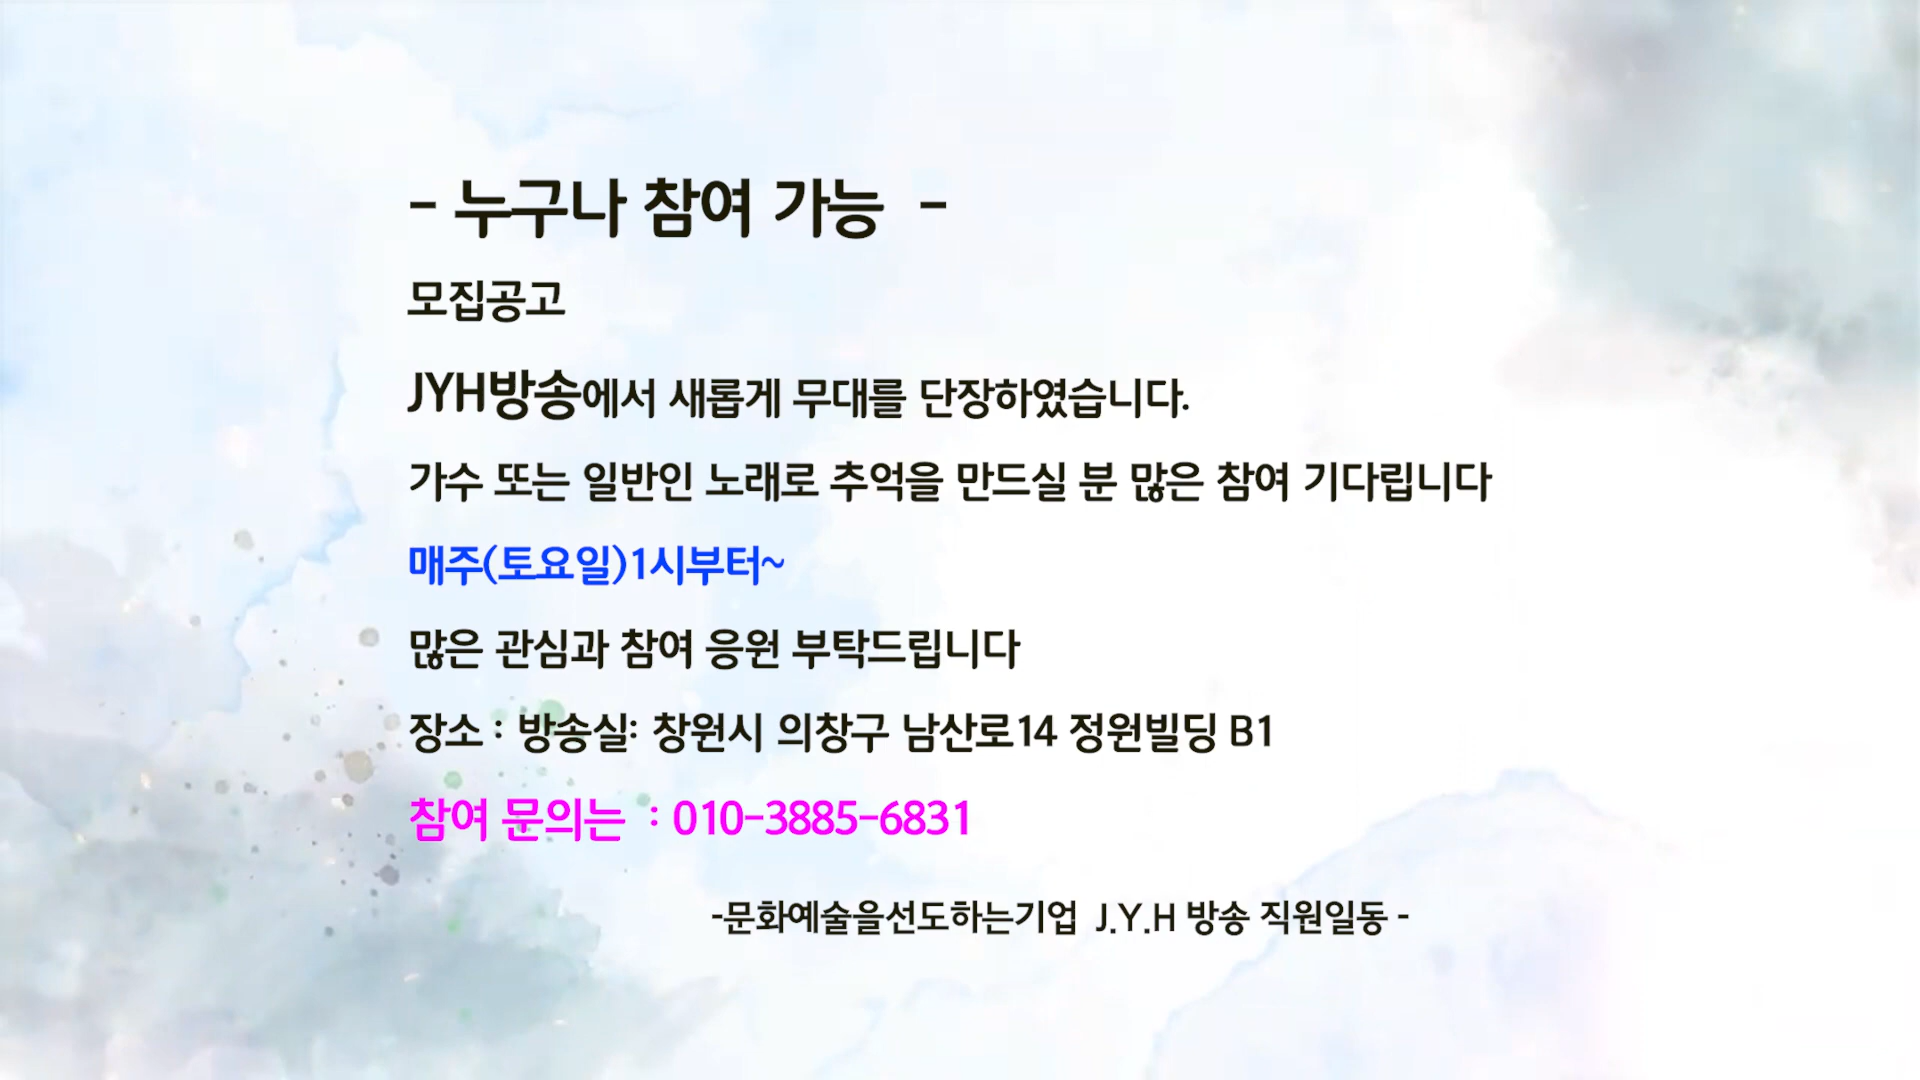 - 누구나 참여 가능 -
모집공고
JYH방송에서 새롭게 무대를 단장하였습니다.
가수 또는 일반인 노래로 추억을 만드실 분 많은 참여 기다립니다
매주(토요일)1시부터~
많은 관심과 참여 응원 부탁드립니다
장소 : 방송실: 창원시 의창구 남산로14 정원빌딩 B1
참여 문의는 : 010-3885-6831
-문화예술을선도하는기업 J.Y.H 방송 직원일동 -